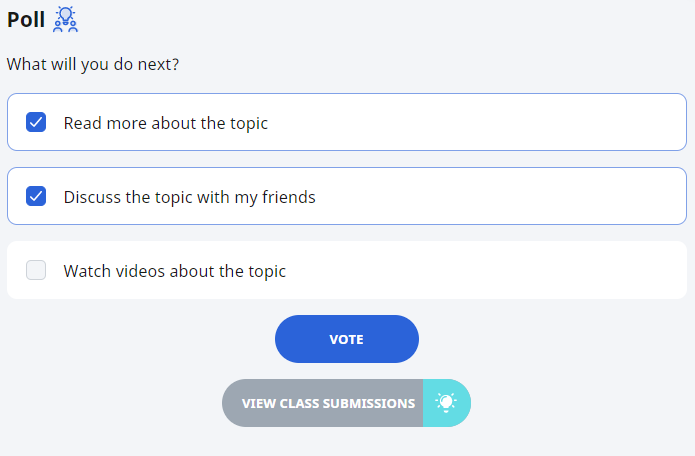 Poll
What will you do next?
Read more about the topic
Discuss the topic with my friends
Watch videos about the topic
VOTE
VIEW CLASS SUBMISSIONS